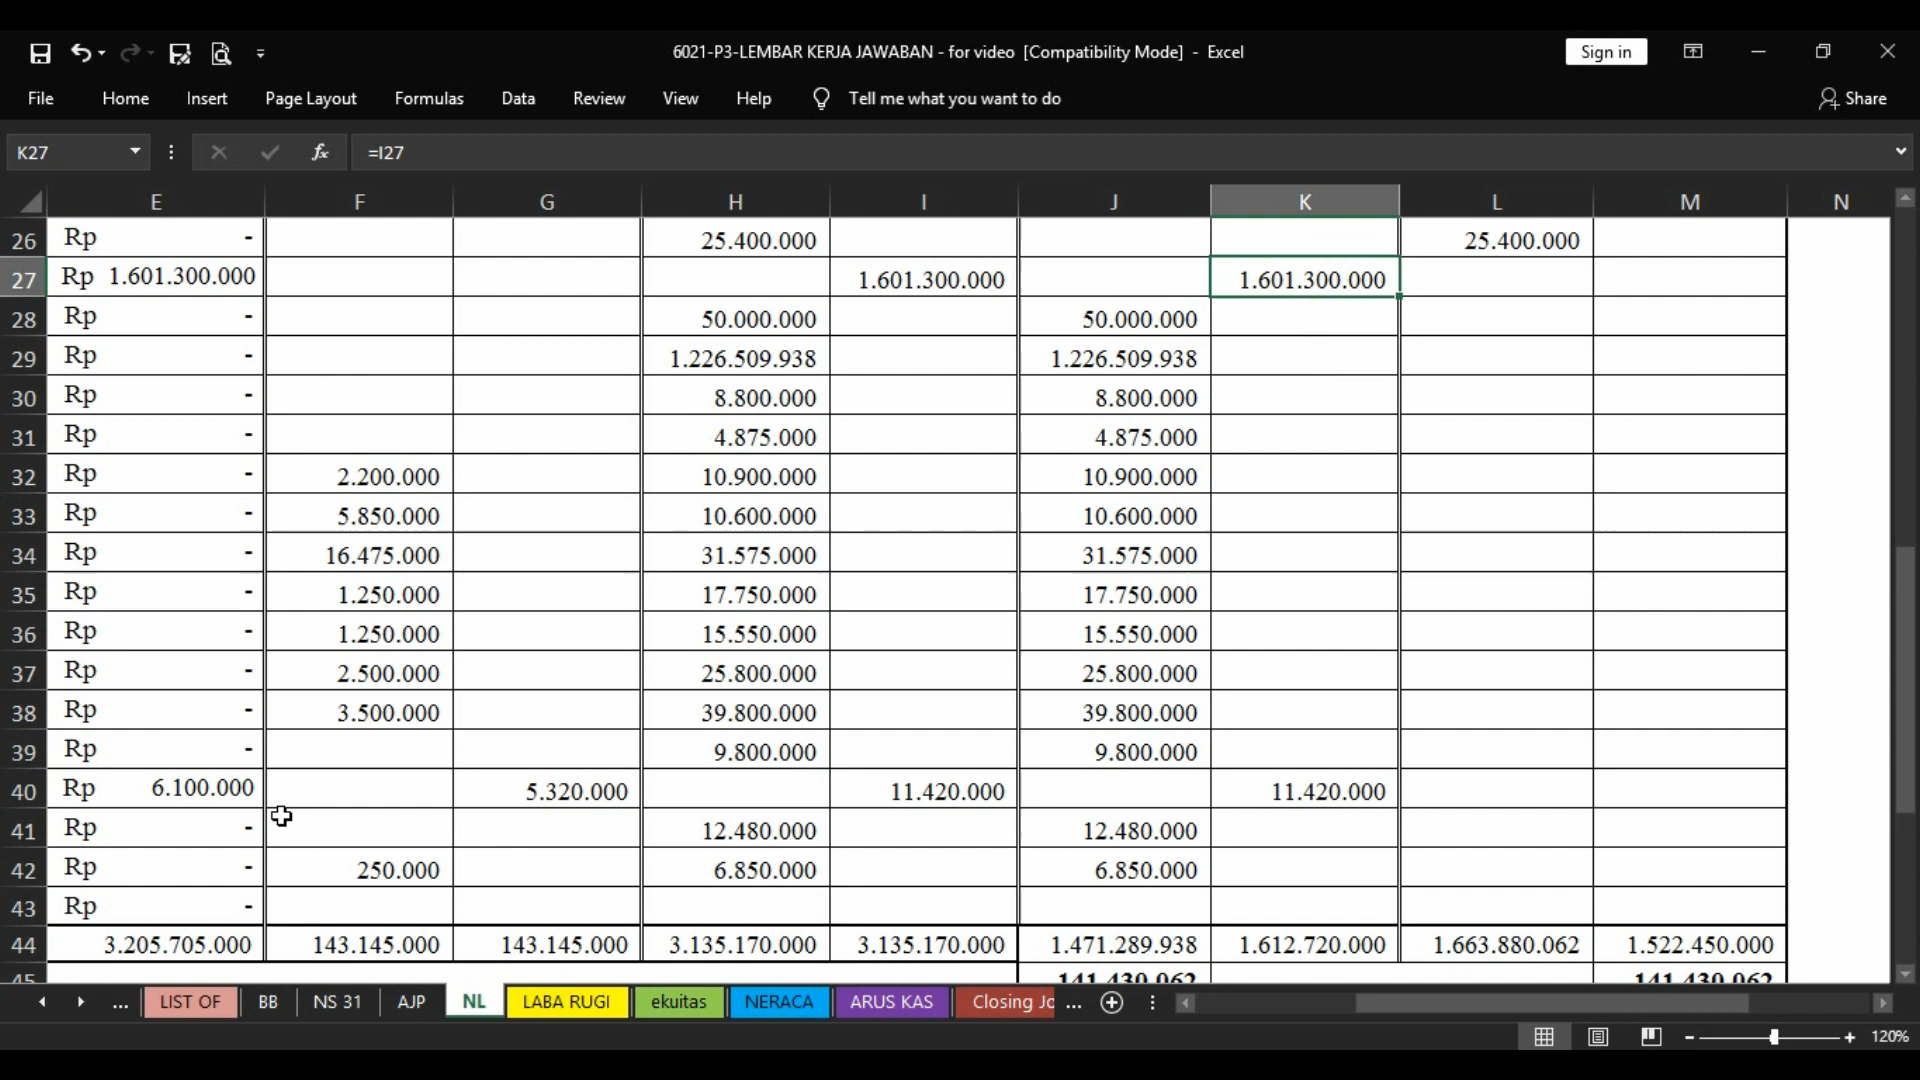 6021-P3-LEMBAR KERJA JAWABAN - for video [Compatibility Mode] - Excel
Sign in
File Home Insert Page Layout Formulas Data Review View Help Tell me what you want to do Share
K27 fx =I27
E F G H I J K L M N
26 Rp - 25.400.000 25.400.000
27 Rp 1.601.300.000 1.601.300.000 1.601.300.000
28 Rp - 50.000.000 50.000.000
29 Rp - 1.226.509.938 1.226.509.938
30 Rp - 8.800.000 8.800.000
31 Rp - 4.875.000 4.875.000
32 Rp - 2.200.000 10.900.000 10.900.000
33 Rp - 5.850.000 10.600.000 10.600.000
34 Rp - 16.475.000 31.575.000 31.575.000
35 Rp - 1.250.000 17.750.000 17.750.000
36 Rp - 1.250.000 15.550.000 15.550.000
37 Rp - 2.500.000 25.800.000 25.800.000
38 Rp - 3.500.000 39.800.000 39.800.000
39 Rp - 9.800.000 9.800.000
40 Rp 6.100.000 5.320.000 11.420.000 11.420.000
41 Rp - 12.480.000 12.480.000
42 Rp - 250.000 6.850.000 6.850.000
43 Rp -
44 3.205.705.000 143.145.000 143.145.000 3.135.170.000 3.135.170.000 1.471.289.938 1.612.720.000 1.663.880.062 1.522.450.000
45 141.430.062 141.430.062
... LIST OF BB NS 31 AJP NL LABA RUGI ekuitas NERACA ARUS KAS Closing Jo ...
120%